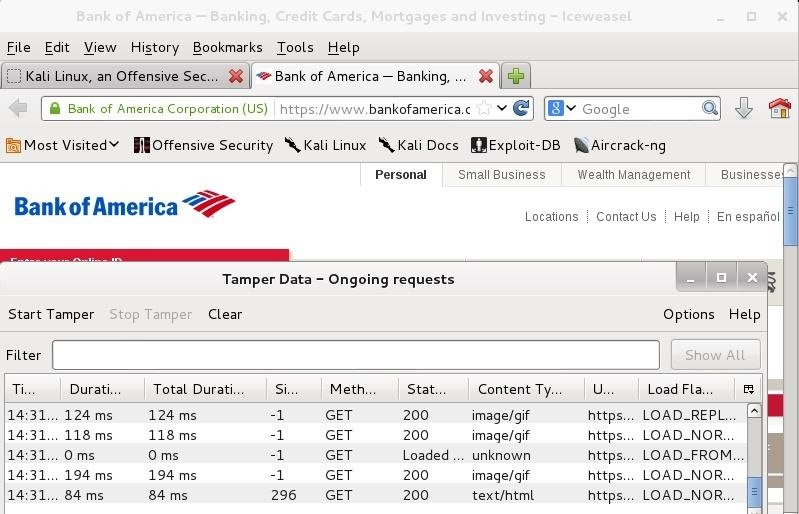 Bank of America — Banking, Credit Cards, Mortgages and Investing – Iceweasel
File Edit View History Bookmarks Tools Help
Kali Linux, an Offensive Sec... Bank of America — Banking, ...
Bank of America Corporation (US) https://www.bankofamerica.c 8 Google
Most Visited Offensive Security Kali Linux Kali Docs Exploit-DB Aircrack-ng
Personal Small Business Wealth Management Businesses
Bank of America
Locations Contact Us Help En español
Enter your Online ID
Tamper Data – Ongoing requests
Start Tamper Stop Tamper Clear Options Help
Filter Show All
Ti... Durati... Total Durati... Si... Meth... Stat... Content Ty... U... Load Fla...
14:31... 124 ms 124 ms -1 GET 200 image/gif https... LOAD_REPL...
14:31... 118 ms 118 ms -1 GET 200 image/gif https... LOAD_NOR...
14:31... 0 ms 0 ms -1 GET Loaded ... unknown https... LOAD_FROM...
14:31... 194 ms 194 ms -1 GET 200 image/gif https... LOAD_NOR...
14:31... 84 ms 84 ms 296 GET 200 text/html https... LOAD_NOR...